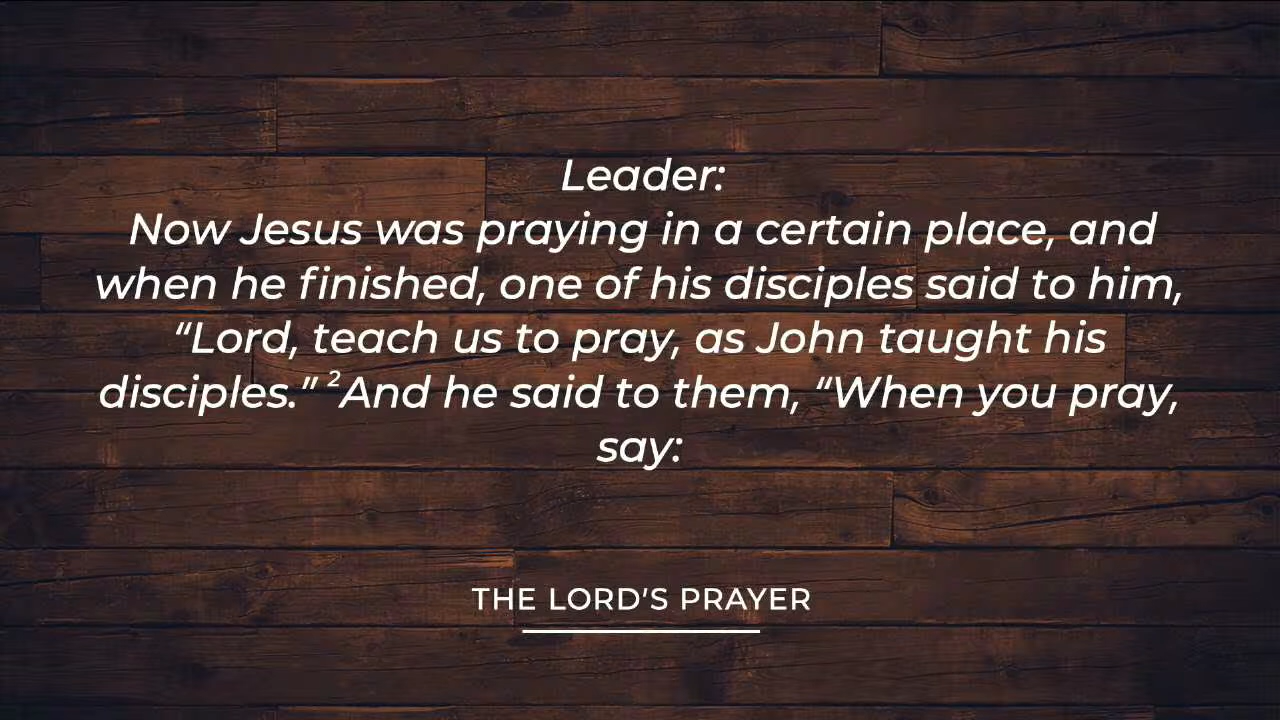 Leader:
Now Jesus was praying in a certain place, and
when he finished, one of his disciples said to him,
“Lord, teach us to pray, as John taught his
disciples.” ²And he said to them, “When you pray,
say:
THE LORD'S PRAYER